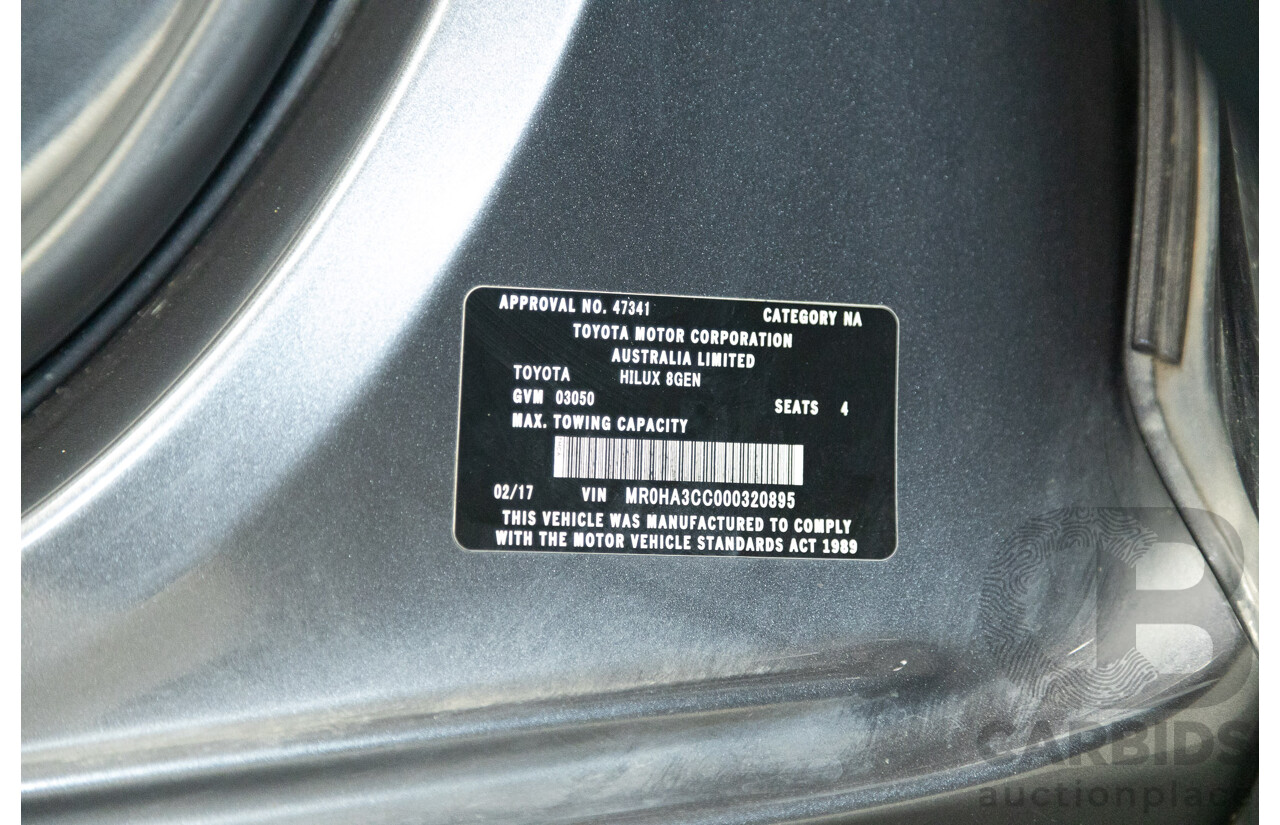 APPROVAL NO. 47341 CATEGORY NA
TOYOTA MOTOR CORPORATION
AUSTRALIA LIMITED
TOYOTA HILUX 8GEN
GVM 03050 SEATS 4
MAX. TOWING CAPACITY
02/17 VIN MR0HA3CC000320895
THIS VEHICLE WAS MANUFACTURED TO COMPLY
WITH THE MOTOR VEHICLE STANDARDS ACT 1989
CB
CARBIDS
auctionplace